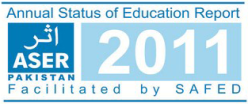 Annual Status of Education Report
اثر
ASER
PAKISTAN
2011
Facilitated by SAFED